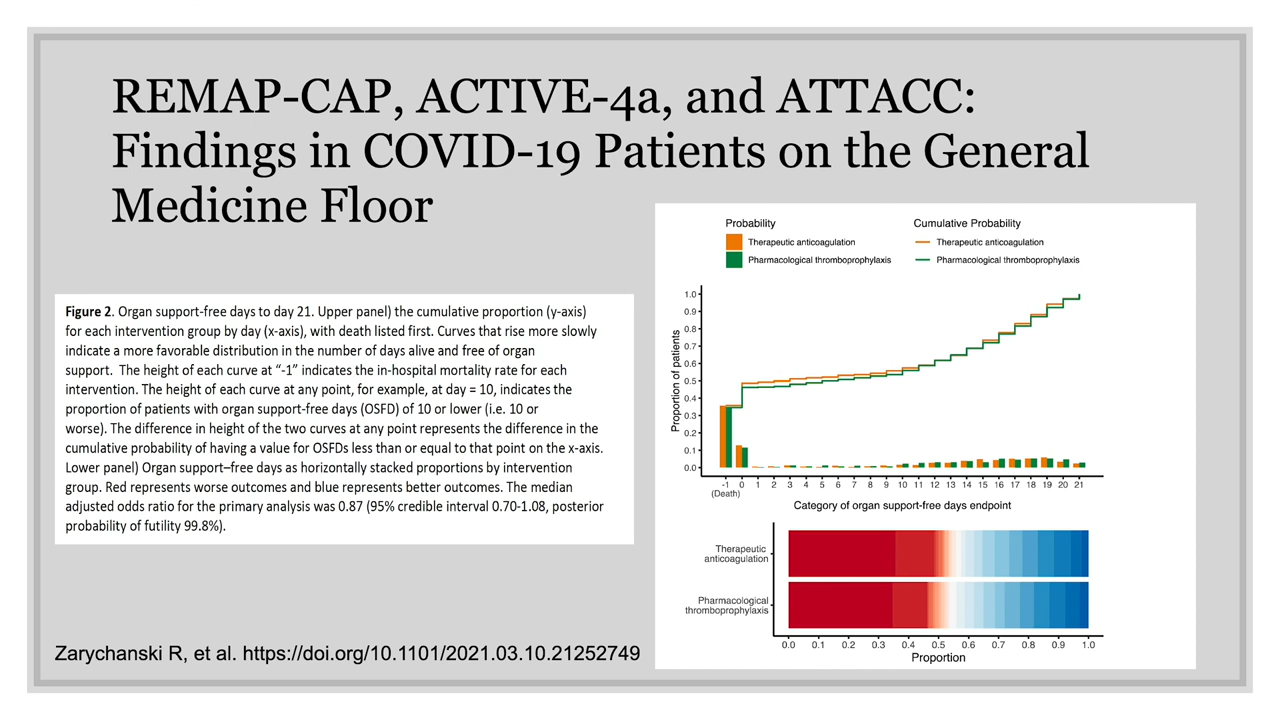 REMAP-CAP, ACTIVE-4a, and ATTACC:
Findings in COVID-19 Patients on the General
Medicine Floor
Figure 2. Organ support-free days to day 21. Upper panel) the cumulative proportion (y-axis)
for each intervention group by day (x-axis), with death listed first. Curves that rise more slowly
indicate a more favorable distribution in the number of days alive and free of organ
support.  The height of each curve at “-1” indicates the in-hospital mortality rate for each
intervention. The height of each curve at any point, for example, at day = 10, indicates the
proportion of patients with organ support-free days (OSFD) of 10 or lower (i.e. 10 or
worse). The difference in height of the two curves at any point represents the difference in the
cumulative probability of having a value for OSFDs less than or equal to that point on the x-axis.
Lower panel) Organ support–free days as horizontally stacked proportions by intervention
group. Red represents worse outcomes and blue represents better outcomes. The median
adjusted odds ratio for the primary analysis was 0.87 (95% credible interval 0.70-1.08, posterior
probability of futility 99.8%).
Zarychanski R, et al. https://doi.org/10.1101/2021.03.10.21252749
Probability
Therapeutic anticoagulation
Pharmacological thromboprophylaxis
Cumulative Probability
Therapeutic anticoagulation
Pharmacological thromboprophylaxis
Proportion of patients
1.0
0.9
0.8
0.7
0.6
0.5
0.4
0.3
0.2
0.1
0.0
-1 0 1 2 3 4 5 6 7 8 9 10 11 12 13 14 15 16 17 18 19 20 21
(Death)
Category of organ support-free days endpoint
Therapeutic
anticoagulation
Pharmacological
thromboprophylaxis
0.0 0.1 0.2 0.3 0.4 0.5 0.6 0.7 0.8 0.9 1.0
Proportion